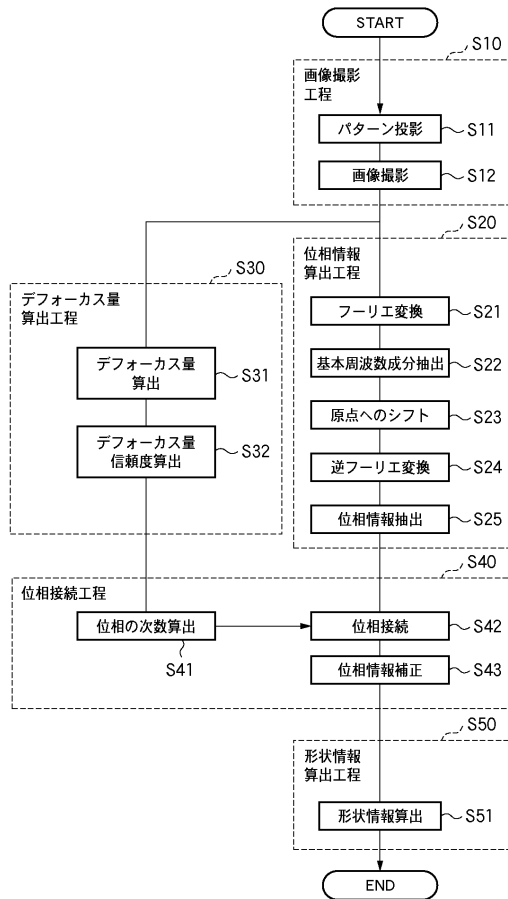 START
S10
画像撮影
工程
パターン投影
S11
画像撮影
S12
S20
位相情報
算出工程
S30
デフォーカス量
算出工程
フーリエ変換
S21
デフォーカス量
算出
S31
基本周波数成分抽出
S22
原点へのシフト
S23
デフォーカス量
信頼度算出
S32
逆フーリエ変換
S24
位相情報抽出
S25
S40
位相接続工程
位相の次数算出
S41
位相接続
S42
位相情報補正
S43
S50
形状情報
算出工程
形状情報算出
S51
END